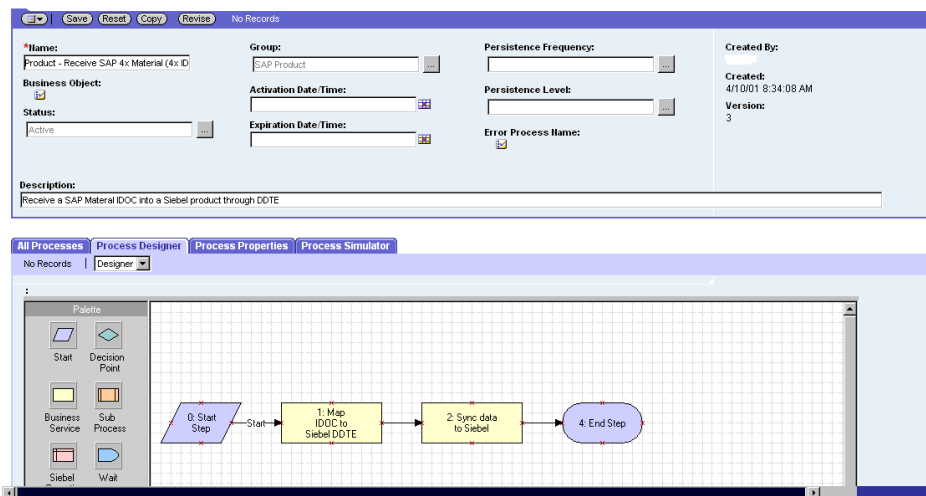 Save Reset Copy Revise No Records
*Name: Group: Persistence Frequency: Created By:
Product - Receive SAP 4x Material (4x ID SAP Product ... ...
Business Object: Activation Date/Time: Persistence Level: Created:
4/10/01 8:34:08 AM
Status: Version:
Active ... Expiration Date/Time: Error Process Name: 3
Description:
Receive a SAP Materal IDOC into a Siebel product through DDTE
All Processes Process Designer Process Properties Process Simulator
No Records Designer
:
Palette
Start Decision
Point
Business Sub
Service Process
Siebel Wait
0: Start
Step
Start
1: Map
IDOC to
Siebel DDTE
2: Sync data
to Siebel
4: End Step